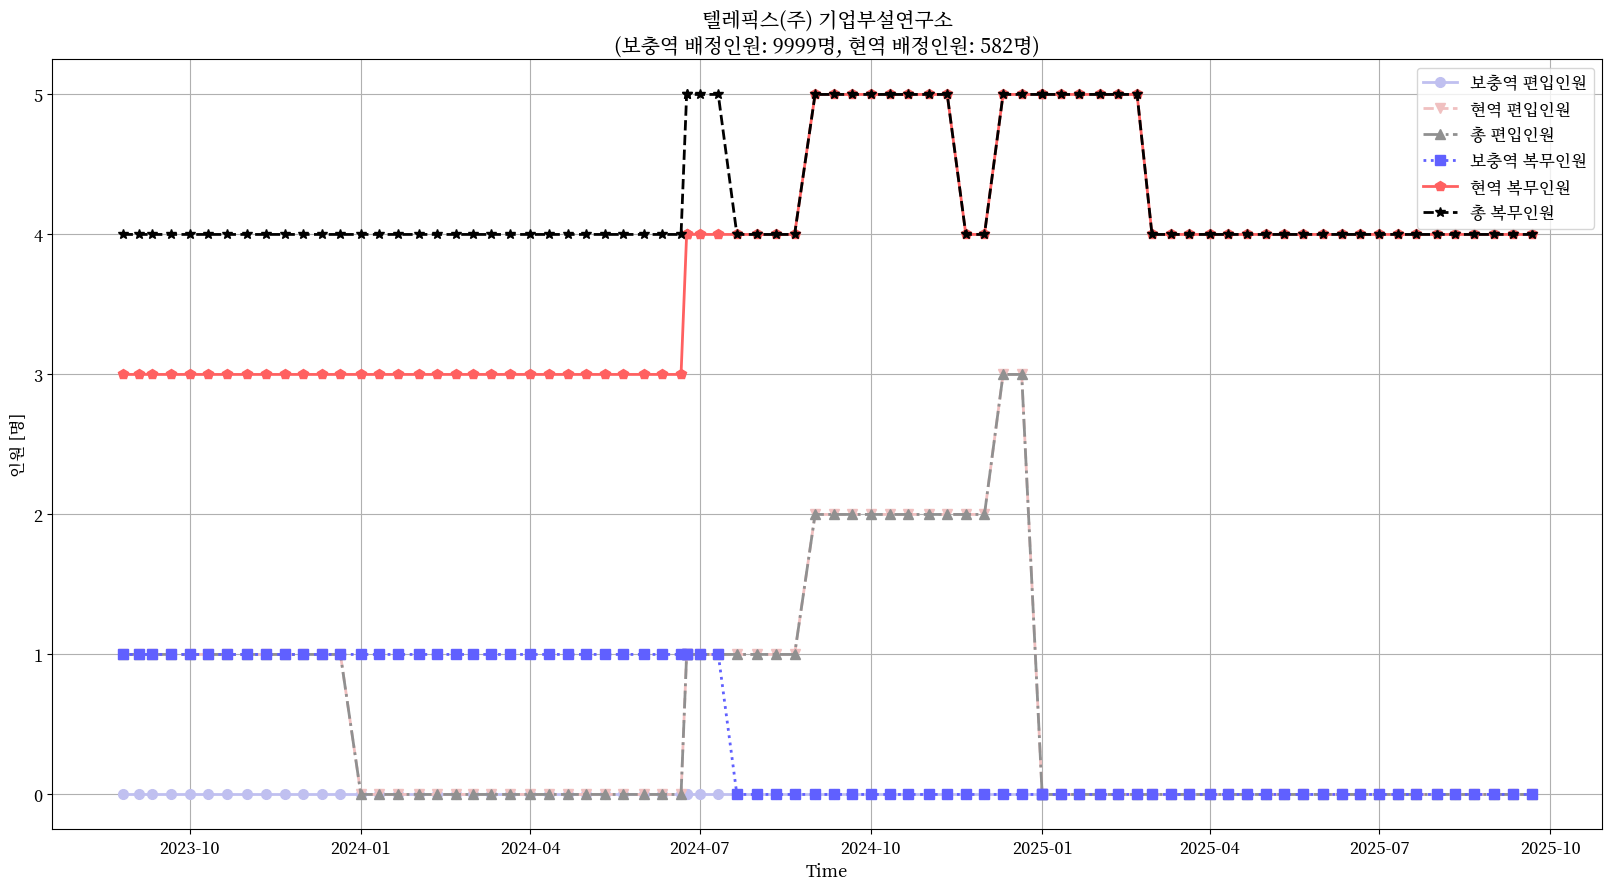 텔레픽스(주) 기업부설연구소
(보충역 배정인원: 9999명, 현역 배정인원: 582명)
보충역 편입인원
현역 편입인원
총 편입인원
보충역 복무인원
현역 복무인원
총 복무인원
인원 [명]
5
4
3
2
1
0
2023-10
2024-01
2024-04
2024-07
2024-10
2025-01
2025-04
2025-07
2025-10
Time